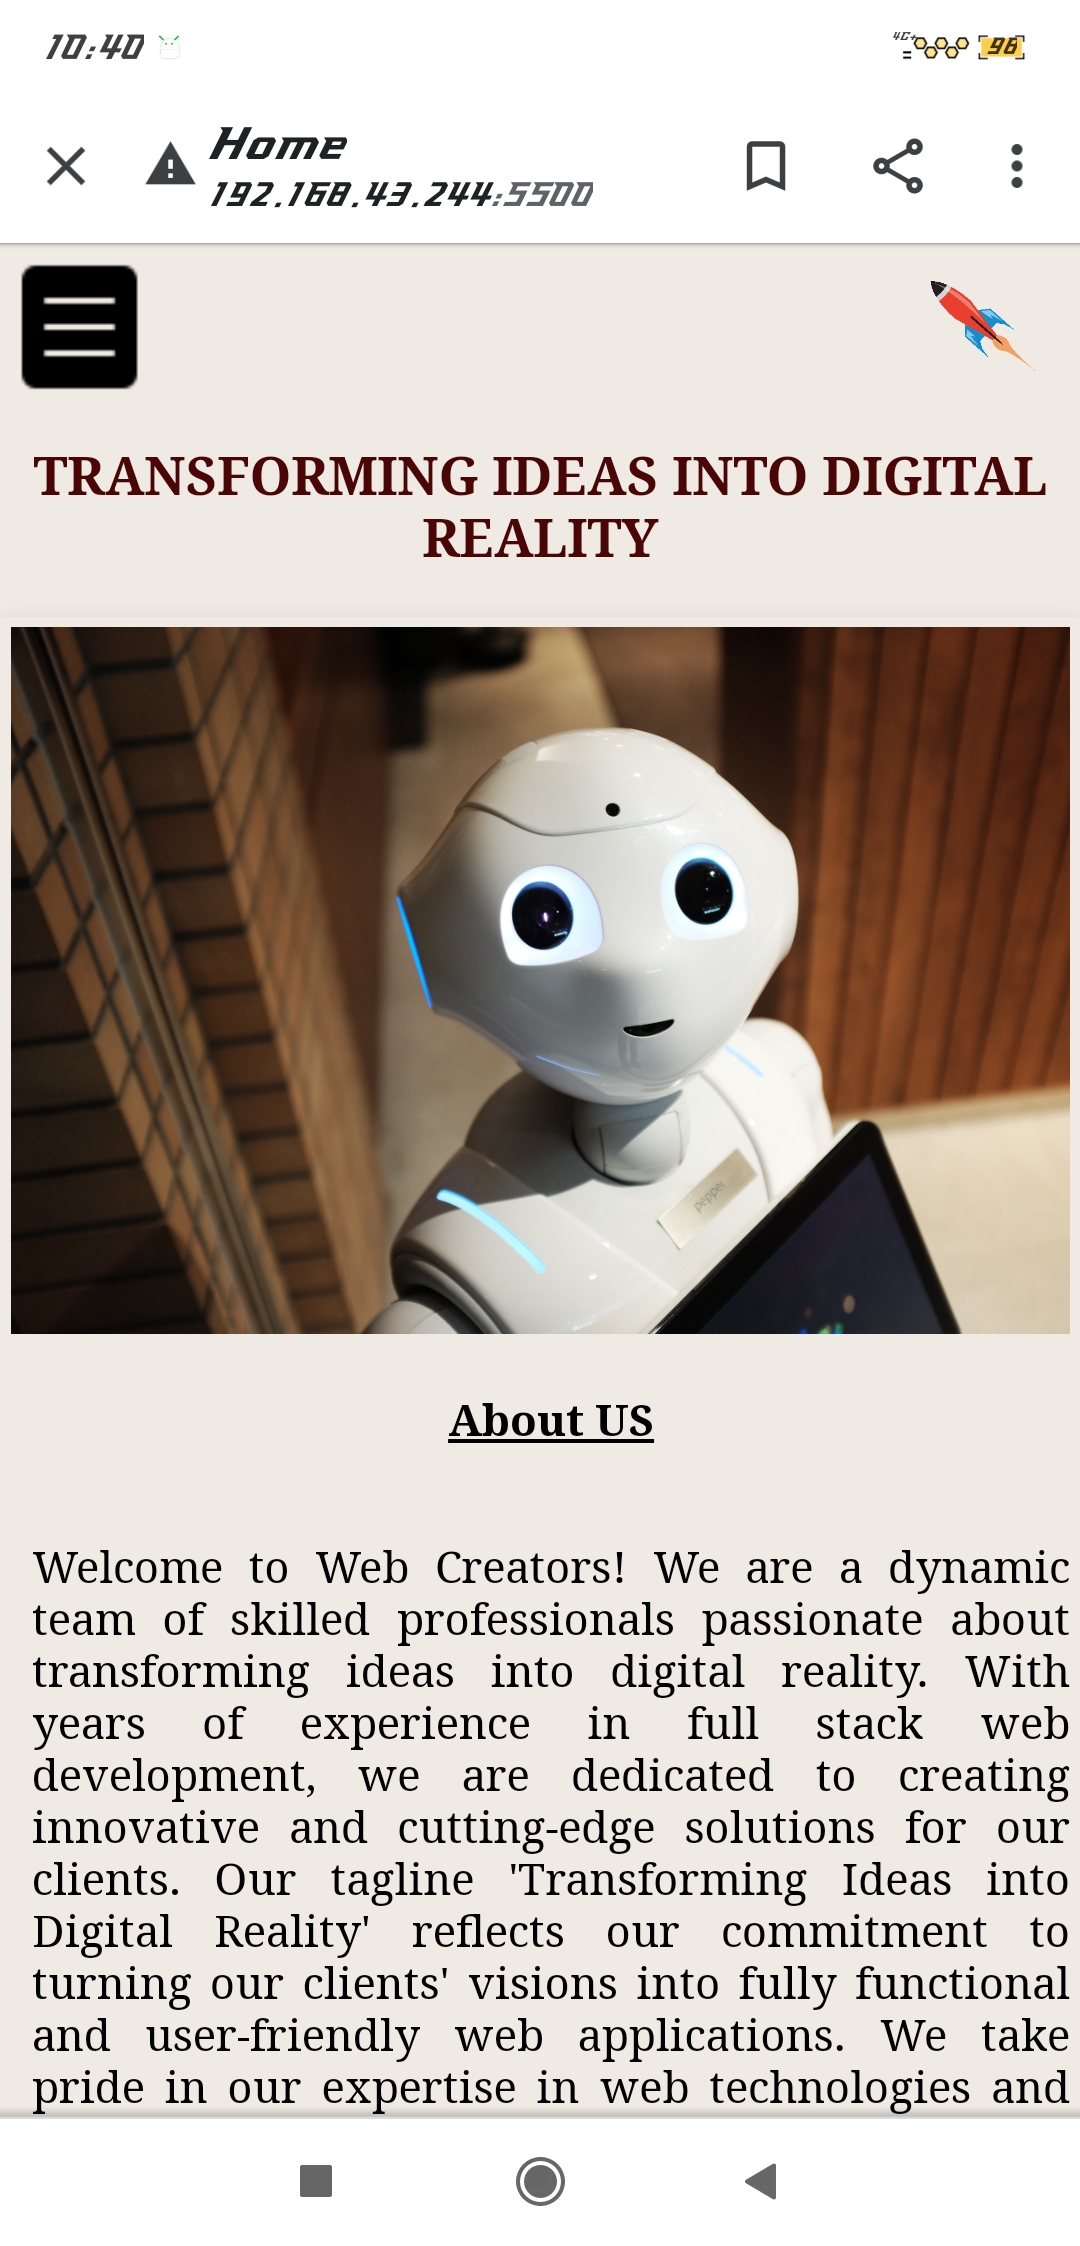 10:40
4G+
96
Home
192.168.43.244:5500
TRANSFORMING IDEAS INTO DIGITAL
REALITY
pepper
About US
Welcome to Web Creators! We are a dynamic
team of skilled professionals passionate about
transforming ideas into digital reality. With
years of experience in full stack web
development, we are dedicated to creating
innovative and cutting-edge solutions for our
clients. Our tagline 'Transforming Ideas into
Digital Reality' reflects our commitment to
turning our clients' visions into fully functional
and user-friendly web applications. We take
pride in our expertise in web technologies and